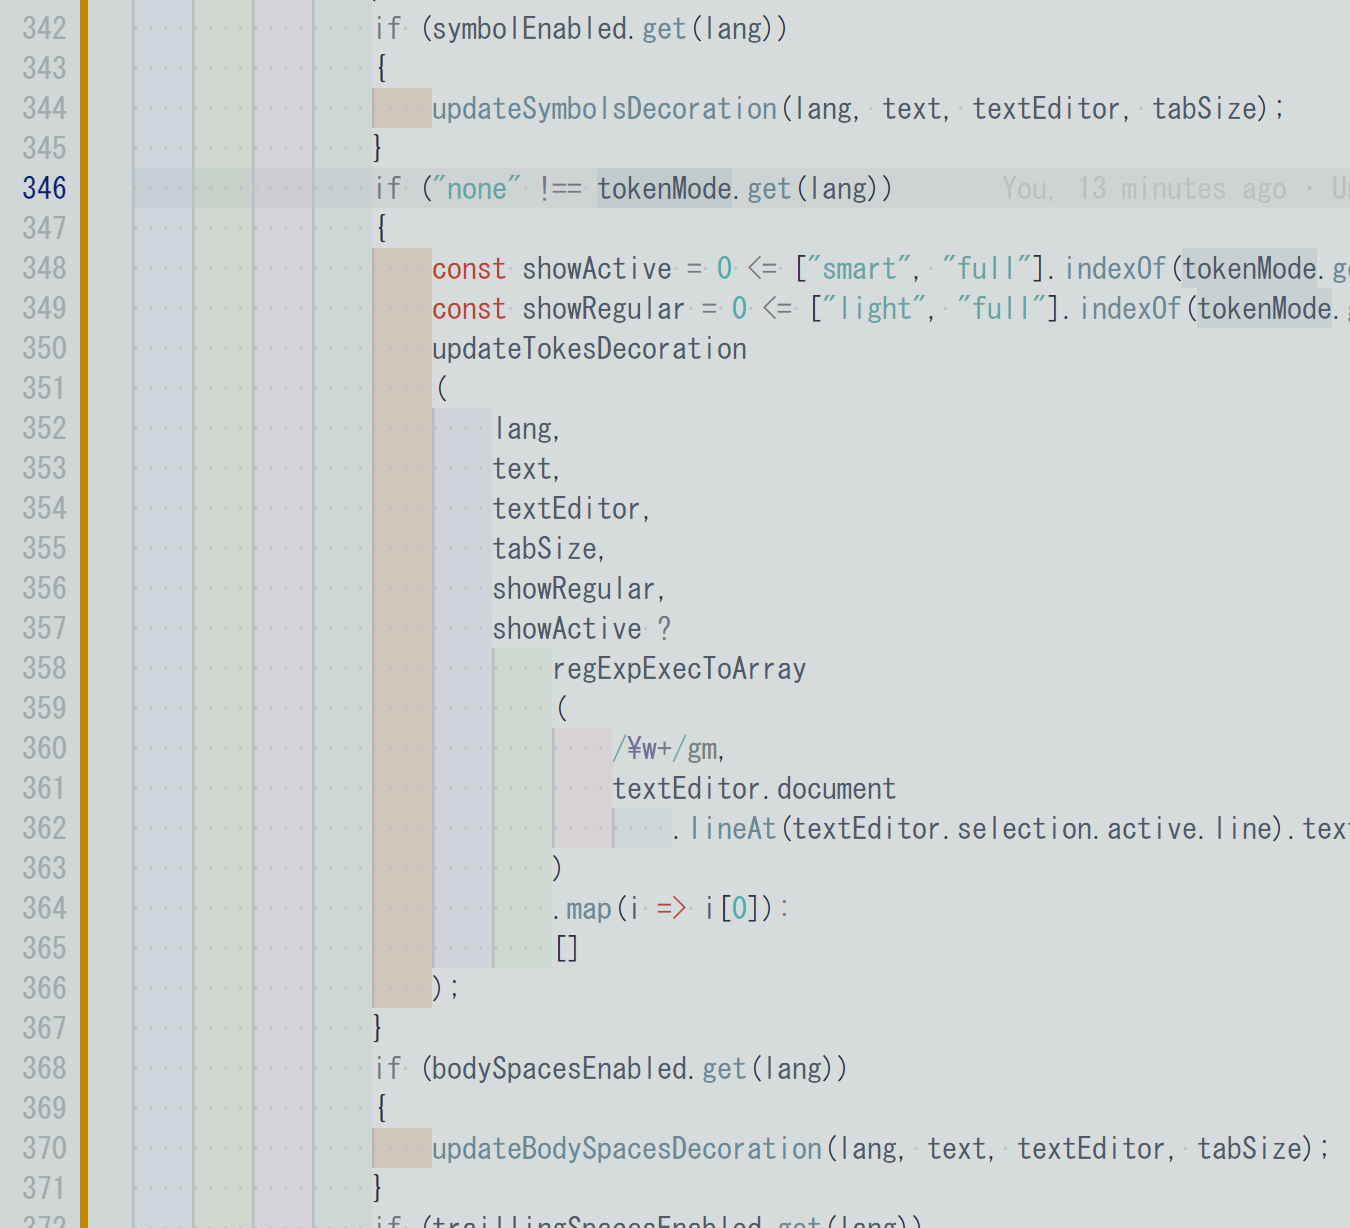 342 if (symbolEnabled.get(lang))
343 {
344 updateSymbolsDecoration(lang, text, textEditor, tabSize);
345 }
346 if ("none" !== tokenMode.get(lang)) You, 13 minutes ago ·
347 {
348 const showActive = 0 <= ["smart", "full"].indexOf(tokenMode.
349 const showRegular = 0 <= ["light", "full"].indexOf(tokenMode.
350 updateTokesDecoration
351 (
352 lang,
353 text,
354 textEditor,
355 tabSize,
356 showRegular,
357 showActive ?
358 regExpExecToArray
359 (
360 /¥w+/gm,
361 textEditor.document
362 .lineAt(textEditor.selection.active.line).tex
363 )
364 .map(i => i[0]):
365 []
366 );
367 }
368 if (bodySpacesEnabled.get(lang))
369 {
370 updateBodySpacesDecoration(lang, text, textEditor, tabSize);
371 }
372 if (traillingSpacesEnabled.get(lang))